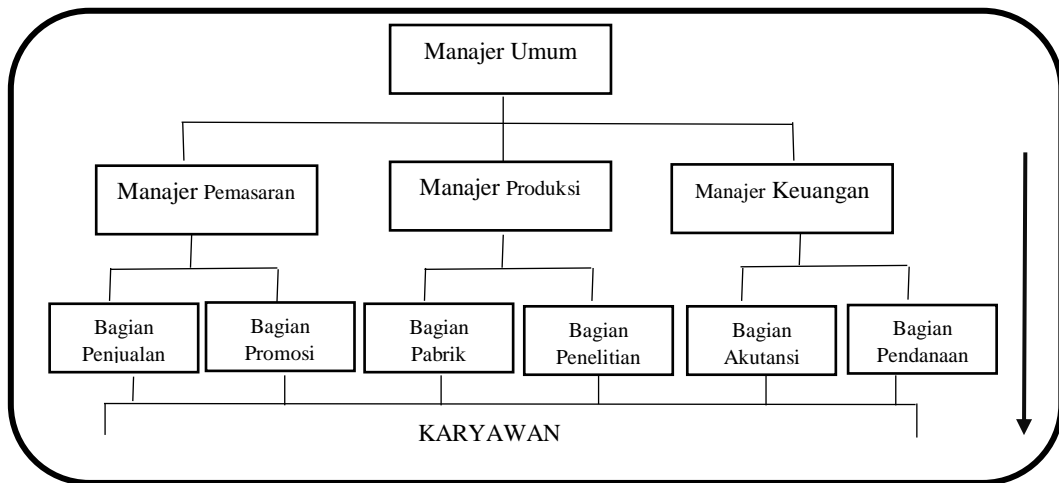 Manajer Umum
Manajer Pemasaran
Manajer Produksi
Manajer Keuangan
Bagian
Penjualan
Bagian
Promosi
Bagian
Pabrik
Bagian
Penelitian
Bagian
Akutansi
Bagian
Pendanaan
KARYAWAN